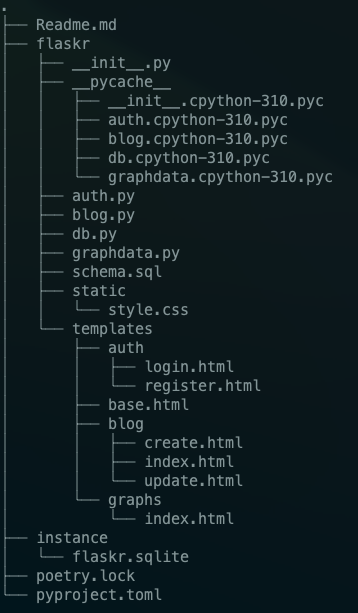 .
├── Readme.md
├── flaskr
│   ├── __init__.py
│   ├── __pycache__
│   │   ├── __init__.cpython-310.pyc
│   │   ├── auth.cpython-310.pyc
│   │   ├── blog.cpython-310.pyc
│   │   ├── db.cpython-310.pyc
│   │   └── graphdata.cpython-310.pyc
│   ├── auth.py
│   ├── blog.py
│   ├── db.py
│   ├── graphdata.py
│   ├── schema.sql
│   ├── static
│   │   └── style.css
│   └── templates
│       ├── auth
│       │   ├── login.html
│       │   └── register.html
│       ├── base.html
│       ├── blog
│       │   ├── create.html
│       │   ├── index.html
│       │   └── update.html
│       └── graphs
│           └── index.html
├── instance
│   └── flaskr.sqlite
├── poetry.lock
└── pyproject.toml